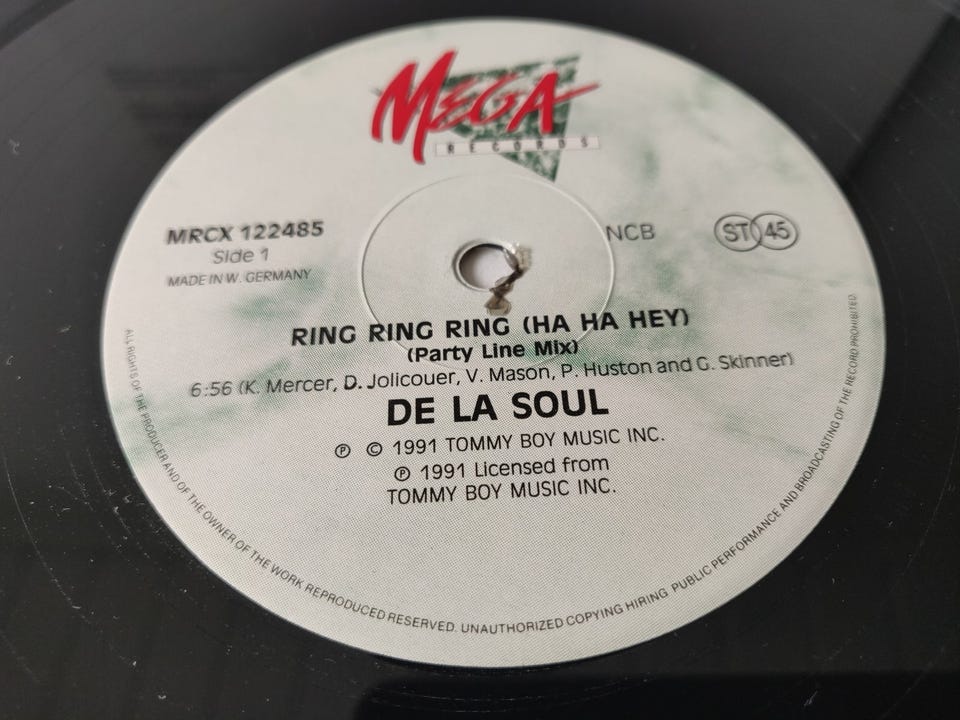 MEGA
RECORDS
MRCX 122485
Side 1
MADE IN W. GERMANY
NCB
ST 45
RING RING RING (HA HA HEY)
(Party Line Mix)
6:56 (K. Mercer, D. Jolicouer, V. Mason, P. Huston and G. Skinner)
DE LA SOUL
Ⓟ © 1991 TOMMY BOY MUSIC INC.
Ⓟ 1991 Licensed from
TOMMY BOY MUSIC INC.
ALL RIGHTS OF THE PRODUCER AND OF THE OWNER OF THE WORK REPRODUCED RESERVED. UNAUTHORIZED COPYING HIRING PUBLIC PERFORMANCE AND BROADCASTING OF THE RECORD PROHIBITED.